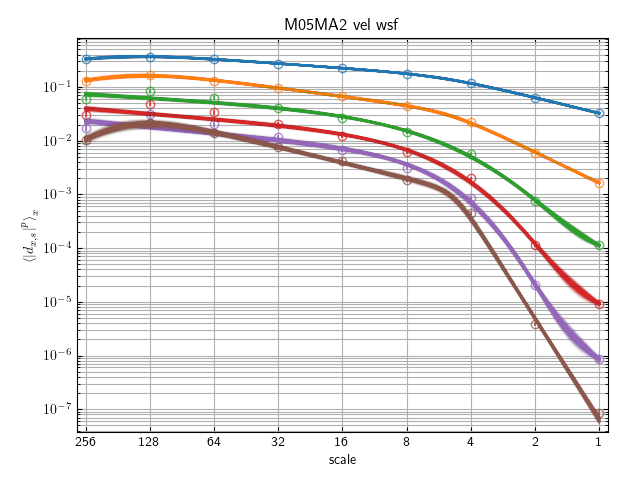 M05MA2 vel wsf
⟨|d_{x,s}|^p⟩_x
10^{-1}
10^{-2}
10^{-3}
10^{-4}
10^{-5}
10^{-6}
10^{-7}
256 128 64 32 16 8 4 2 1
scale